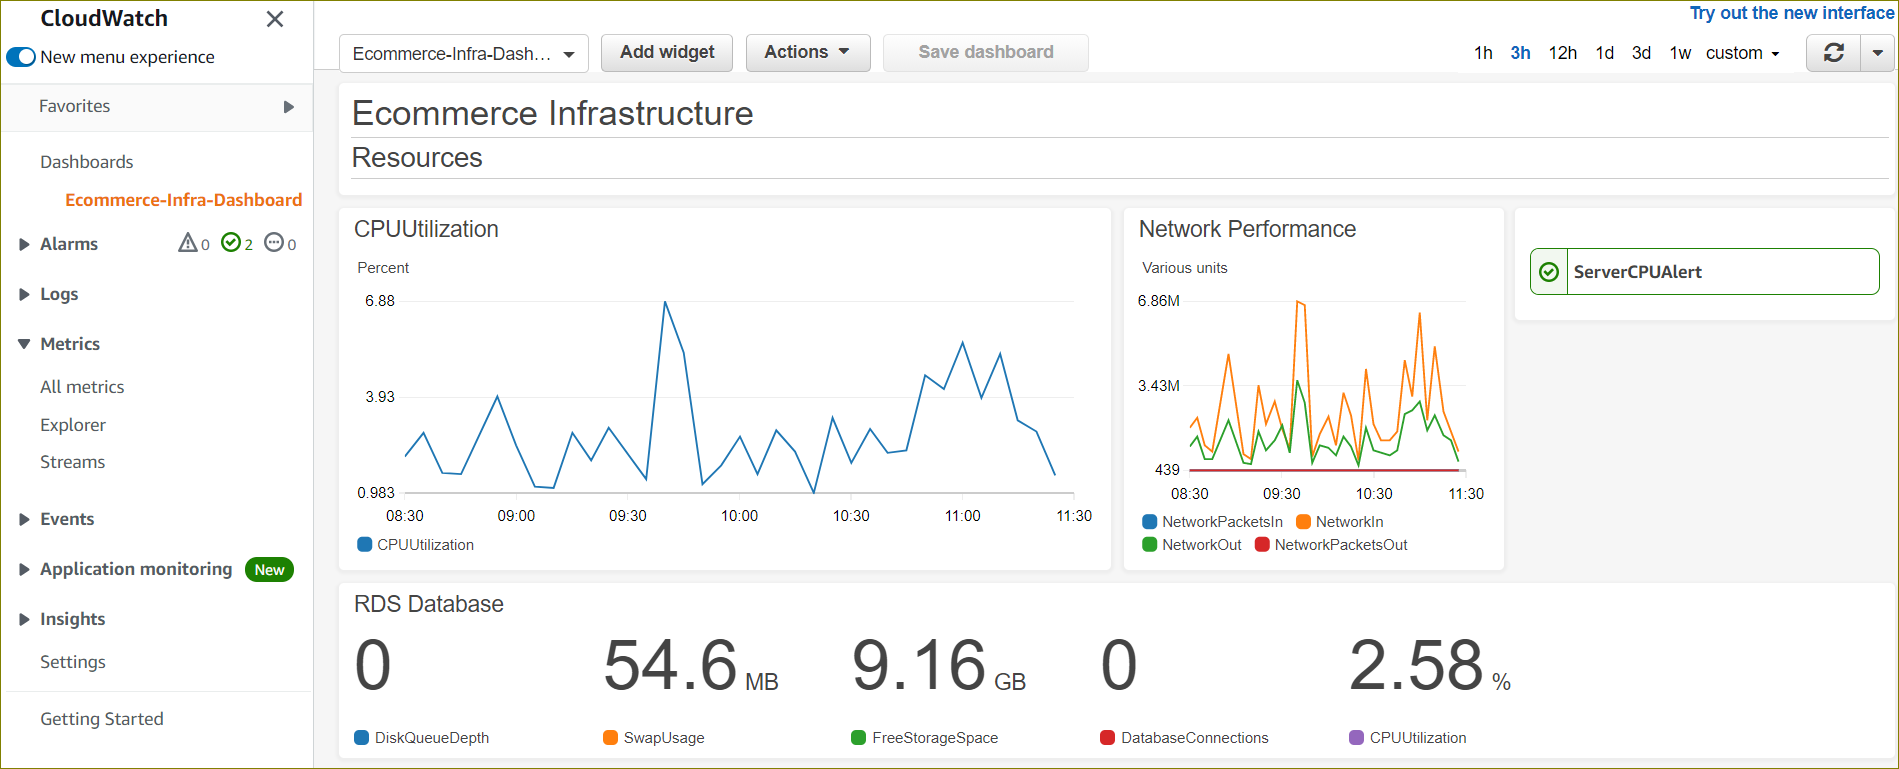 CloudWatch
New menu experience
Favorites
Dashboards
Ecommerce-Infra-Dashboard
Alarms 0 2 0
Logs
Metrics
All metrics
Explorer
Streams
Events
Application monitoring New
Insights
Settings
Getting Started
Try out the new interface
Ecommerce-Infra-Dash... Add widget Actions Save dashboard 1h 3h 12h 1d 3d 1w custom
Ecommerce Infrastructure
Resources
CPUUtilization
Percent
6.88
3.93
0.983
08:30 09:00 09:30 10:00 10:30 11:00 11:30
CPUUtilization
Network Performance
Various units
6.86M
3.43M
439
08:30 09:30 10:30 11:30
NetworkPacketsIn NetworkIn
NetworkOut NetworkPacketsOut
ServerCPUAlert
RDS Database
0 54.6 MB 9.16 GB 0 2.58 %
DiskQueueDepth SwapUsage FreeStorageSpace DatabaseConnections CPUUtilization